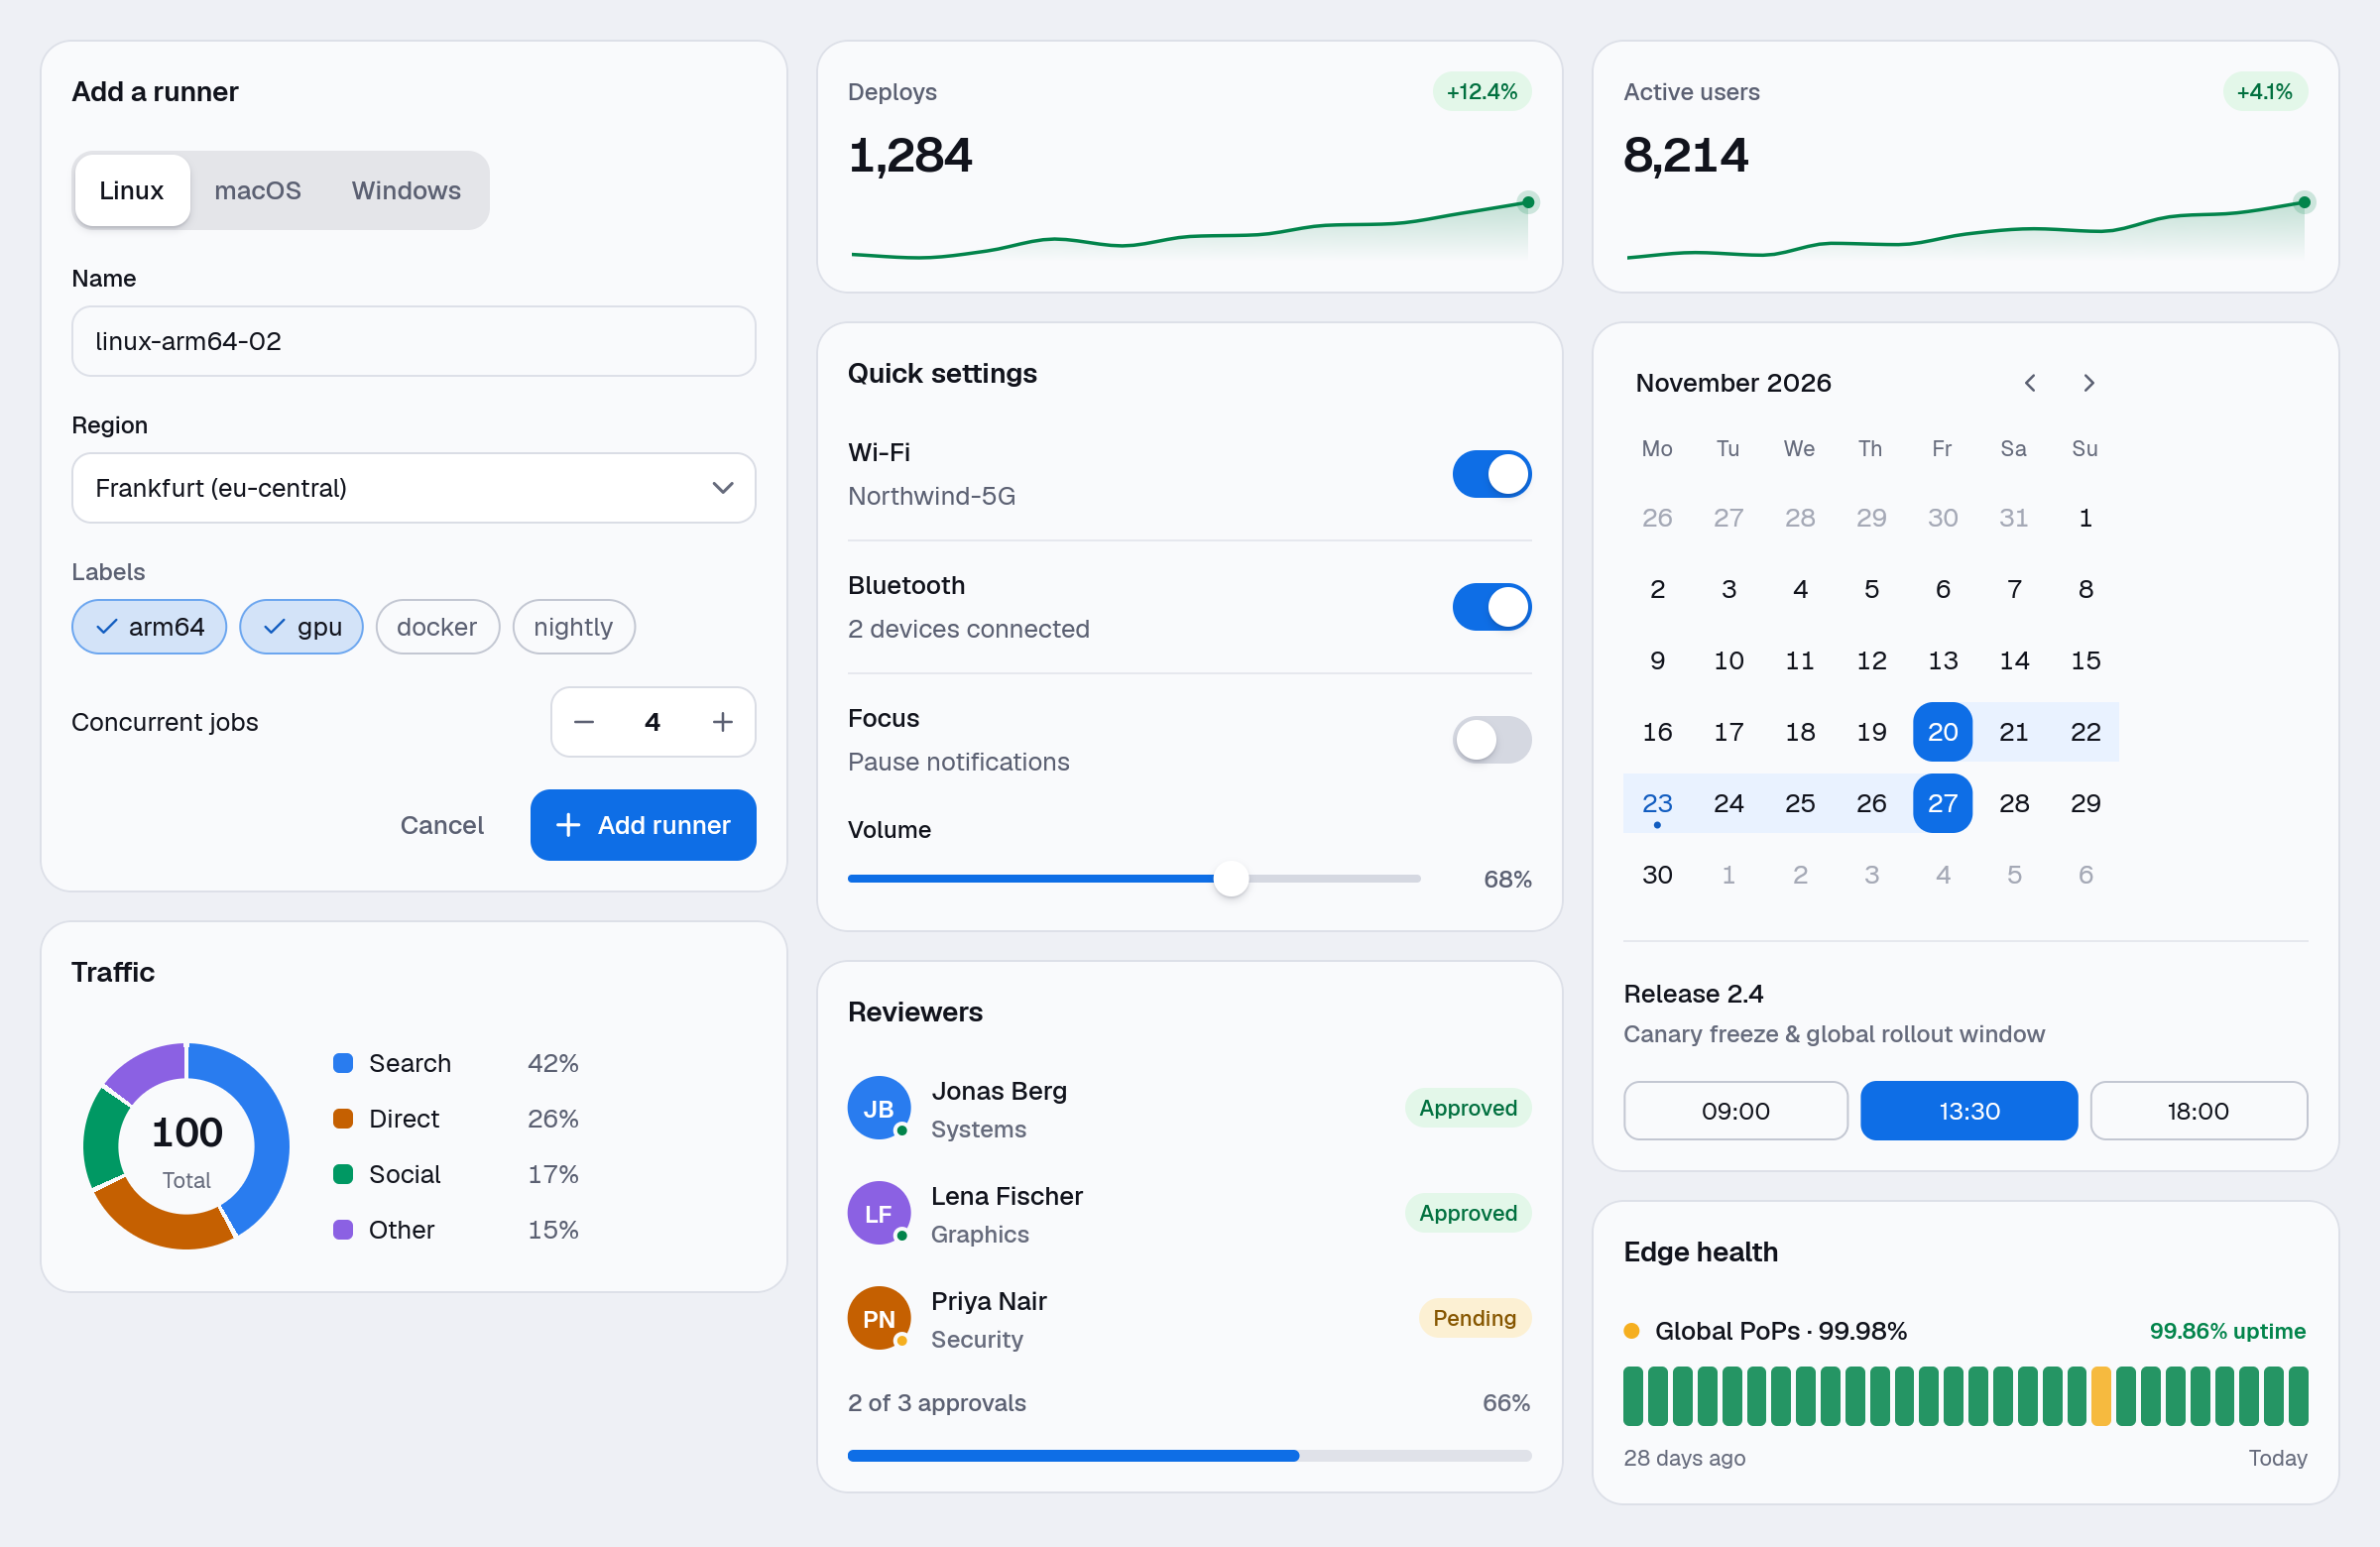 Add a runner
Linux macOS Windows
Name
linux-arm64-02
Region
Frankfurt (eu-central)
Labels
arm64 gpu docker nightly
Concurrent jobs 4
Cancel Add runner
Traffic
100
Total
Search 42%
Direct 26%
Social 17%
Other 15%
Deploys +12.4%
1,284
Quick settings
Wi-Fi
Northwind-5G
Bluetooth
2 devices connected
Focus
Pause notifications
Volume
68%
Reviewers
JB Jonas Berg Approved
Systems
LF Lena Fischer Approved
Graphics
PN Priya Nair Pending
Security
2 of 3 approvals 66%
Active users +4.1%
8,214
November 2026
Mo Tu We Th Fr Sa Su
26 27 28 29 30 31 1
2 3 4 5 6 7 8
9 10 11 12 13 14 15
16 17 18 19 20 21 22
23 24 25 26 27 28 29
30 1 2 3 4 5 6
Release 2.4
Canary freeze & global rollout window
09:00 13:30 18:00
Edge health
Global PoPs · 99.98% 99.86% uptime
28 days ago Today